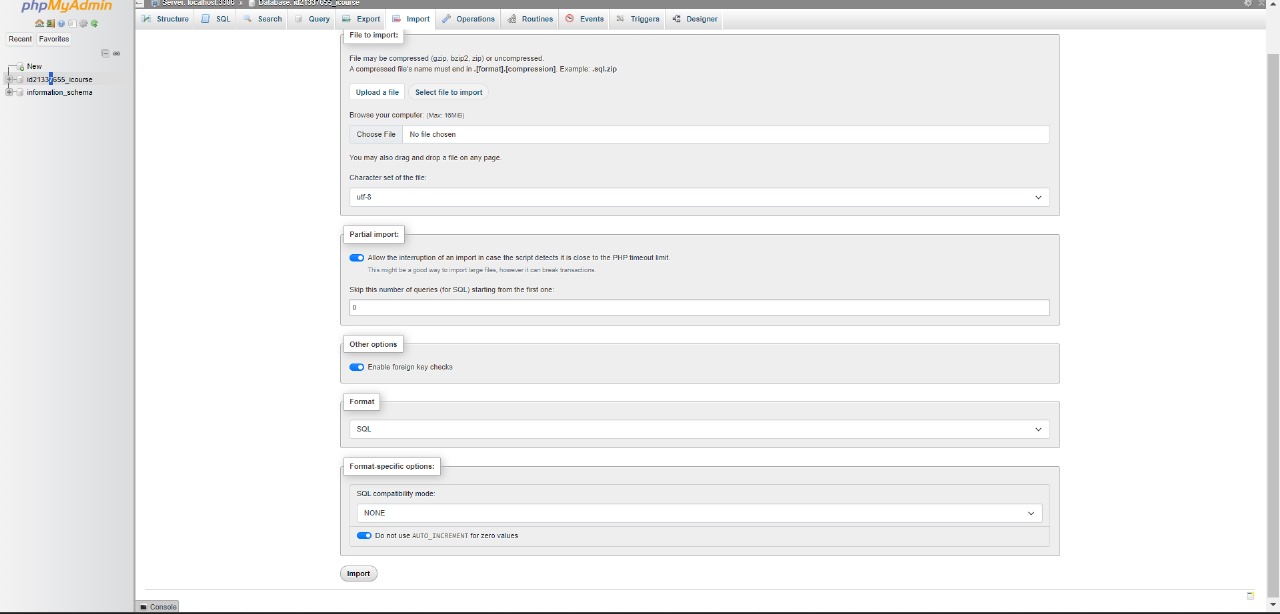 phpMyAdmin
Server: localhost:3306 » Database: id21337655_icourse
Structure SQL Search Query Export Import Operations Routines Events Triggers Designer
Recent Favorites
New
id21337655_icourse
information_schema
File to import:
File may be compressed (gzip, bzip2, zip) or uncompressed.
A compressed file's name must end in .[format].[compression]. Example: .sql.zip
Upload a file Select file to import
Browse your computer: (Max: 16MiB)
Choose File No file chosen
You may also drag and drop a file on any page.
Character set of the file:
utf-8
Partial import:
Allow the interruption of an import in case the script detects it is close to the PHP timeout limit.
This might be a good way to import large files, however it can break transactions.
Skip this number of queries (for SQL) starting from the first one:
0
Other options
Enable foreign key checks
Format
SQL
Format-specific options:
SQL compatibility mode:
NONE
Do not use AUTO_INCREMENT for zero values
Import
Console